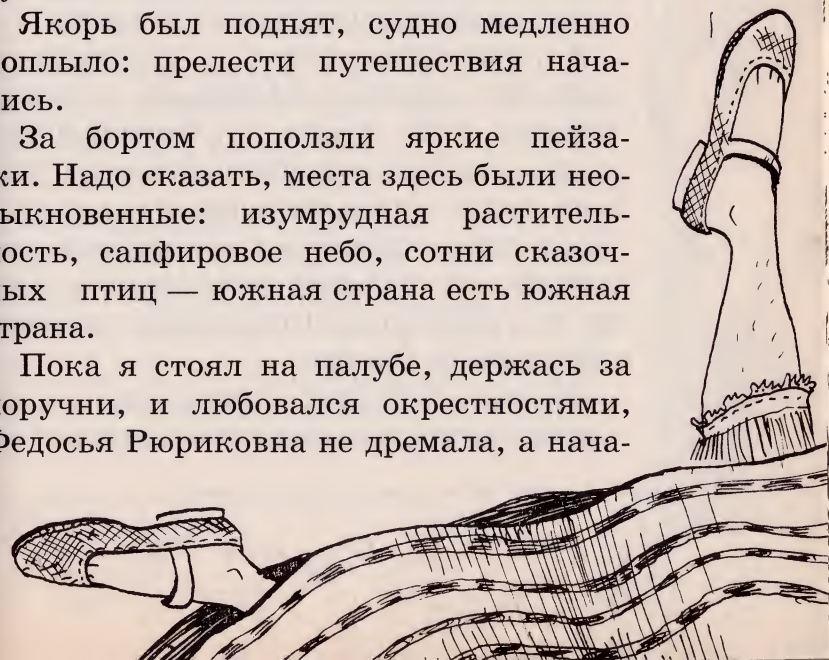 Якорь был поднят, судно медленно
оплыло: прелести путешествия нача-
ись.
За бортом поползли яркие пейза-
ки. Надо сказать, места здесь были нео-
ыкновенные: изумрудная раститель-
ость, сапфировое небо, сотни сказоч-
ых птиц — южная страна есть южная
трана.
Пока я стоял на палубе, держась за
оручни, и любовался окрестностями,
Федосья Рюриковна не дремала, а нача-